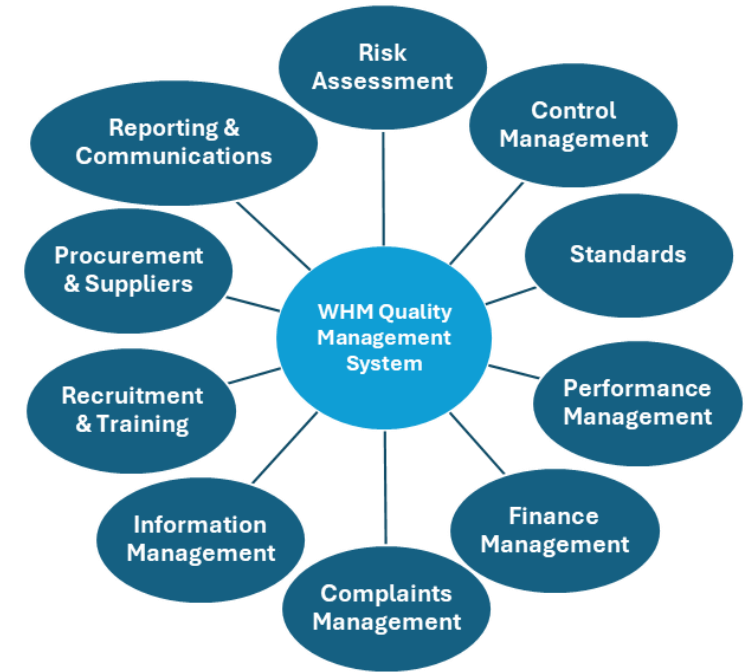 Risk
Assessment
Control
Management
Standards
Performance
Management
Finance
Management
Complaints
Management
Information
Management
Recruitment
& Training
Procurement
& Suppliers
Reporting &
Communications
WHM Quality
Management
System